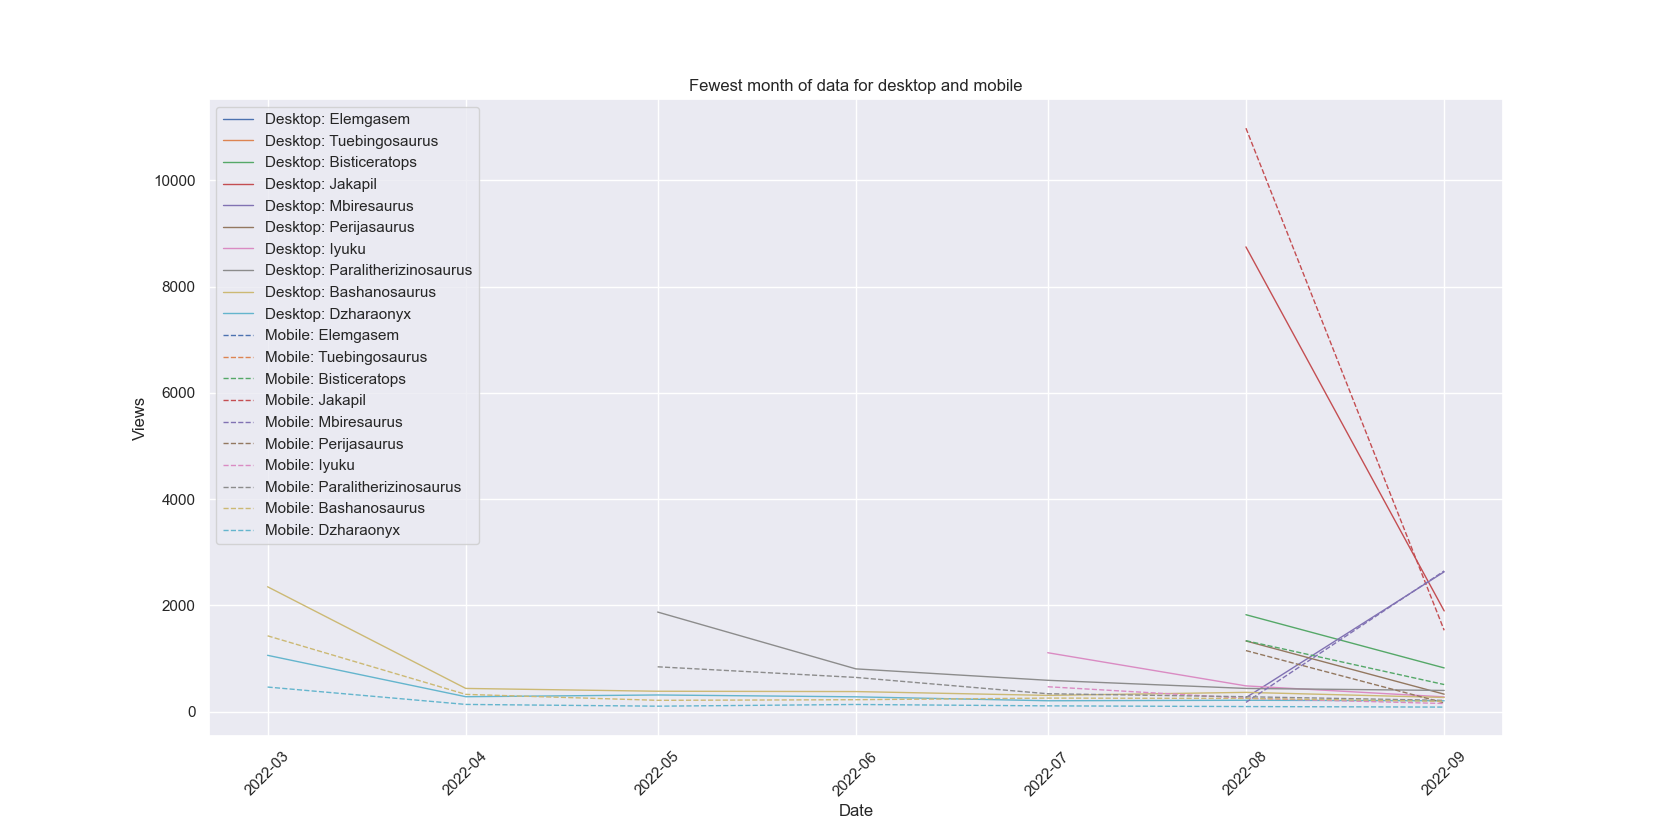 Fewest month of data for desktop and mobile
Desktop: Elemgasem
Desktop: Tuebingosaurus
Desktop: Bisticeratops
Desktop: Jakapil
Desktop: Mbiresaurus
Desktop: Perijasaurus
Desktop: Iyuku
Desktop: Paralitherizinosaurus
Desktop: Bashanosaurus
Desktop: Dzharaonyx
Mobile: Elemgasem
Mobile: Tuebingosaurus
Mobile: Bisticeratops
Mobile: Jakapil
Mobile: Mbiresaurus
Mobile: Perijasaurus
Mobile: Iyuku
Mobile: Paralitherizinosaurus
Mobile: Bashanosaurus
Mobile: Dzharaonyx
10000
8000
6000
4000
2000
0
Views
2022-03
2022-04
2022-05
2022-06
2022-07
2022-08
2022-09
Date